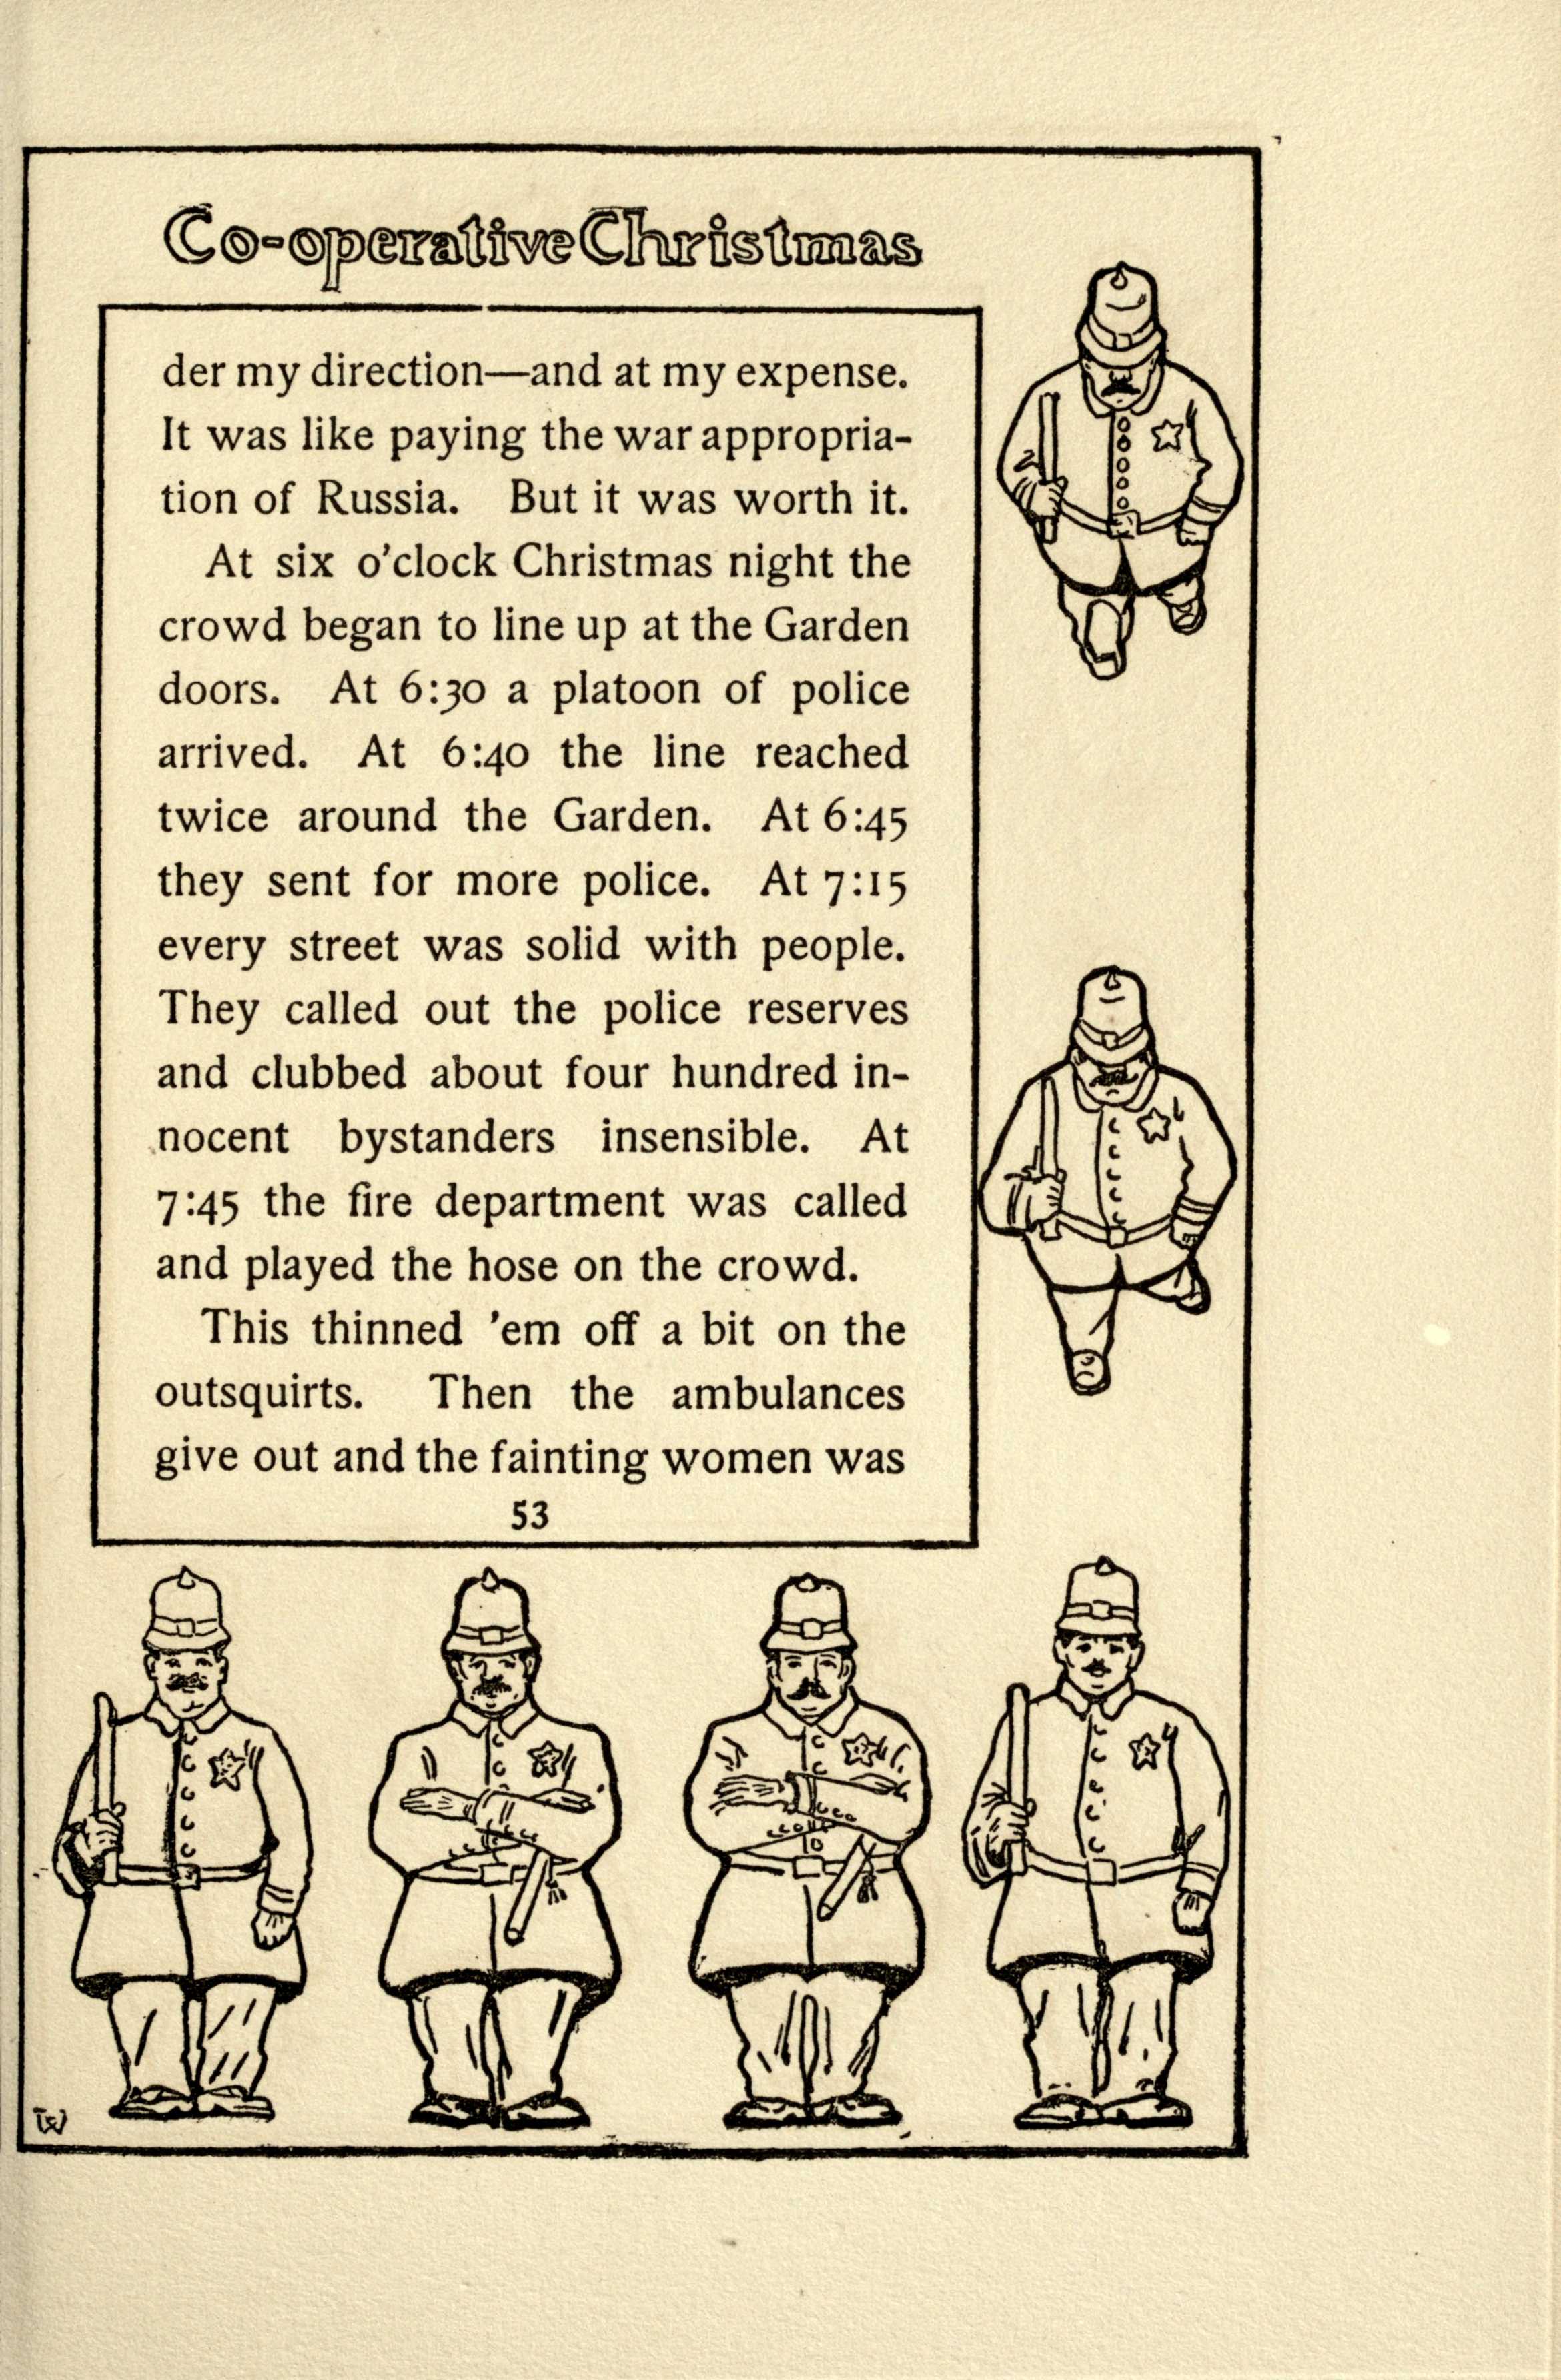 Co-operative Christmas
der my direction—and at my expense.
It was like paying the war appropria-
tion of Russia. But it was worth it.
At six o’clock Christmas night the
crowd began to line up at the Garden
doors. At 6:30 a platoon of police
arrived. At 6:40 the line reached
twice around the Garden. At 6:45
they sent for more police. At 7:15
every street was solid with people.
They called out the police reserves
and clubbed about four hundred in-
nocent bystanders insensible. At
7:45 the fire department was called
and played the hose on the crowd.
This thinned ’em off a bit on the
outsquirts. Then the ambulances
give out and the fainting women was
53